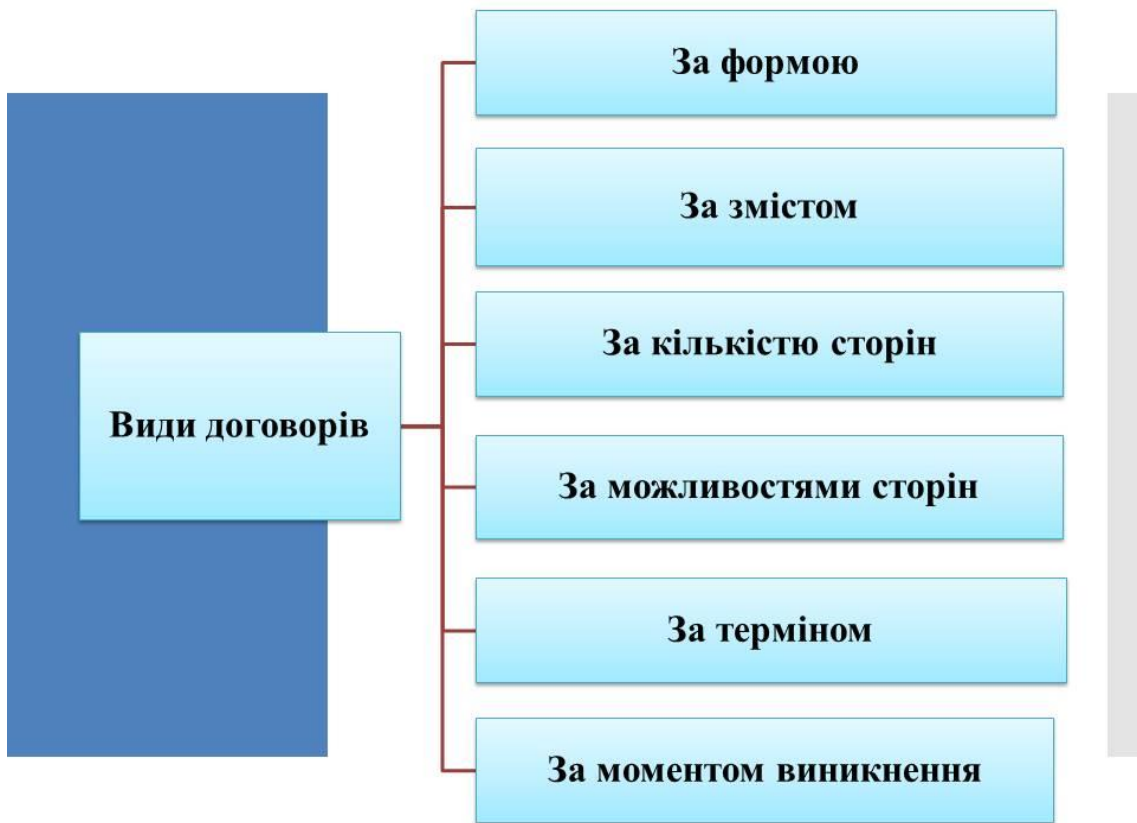 Види договорів
За формою
За змістом
За кількістю сторін
За можливостями сторін
За терміном
За моментом виникнення